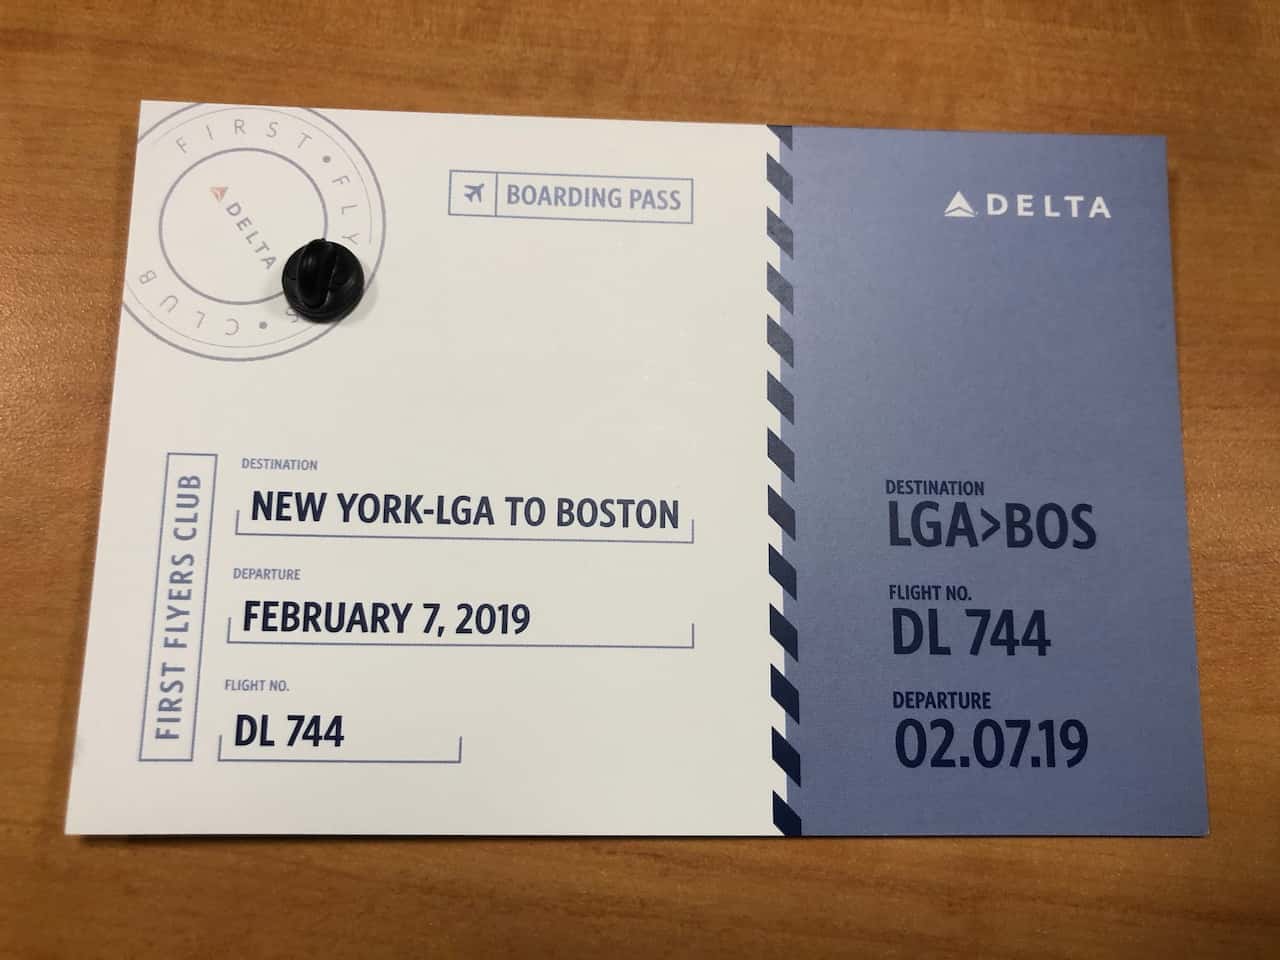 FIRST • FLY S • CLUB
DELTA
BOARDING PASS
DELTA
FIRST FLYERS CLUB
DESTINATION
NEW YORK-LGA TO BOSTON
DEPARTURE
FEBRUARY 7, 2019
FLIGHT NO.
DL 744
DESTINATION
LGA>BOS
FLIGHT NO.
DL 744
DEPARTURE
02.07.19